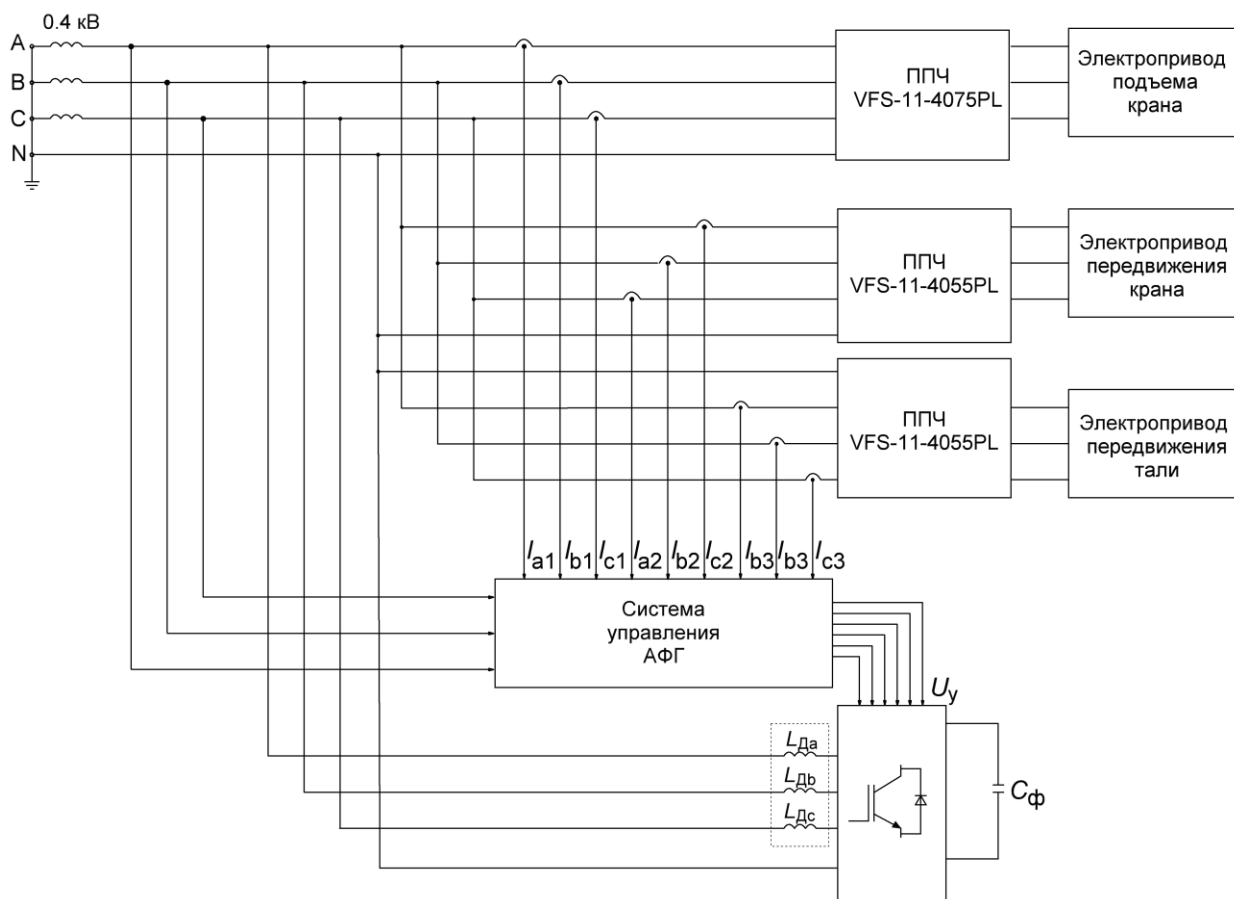 0.4 кВ
A
B
C
N
ППЧ
VFS-11-4075PL
Электропривод
подъема
крана
ППЧ
VFS-11-4055PL
Электропривод
передвижения
крана
ППЧ
VFS-11-4055PL
Электропривод
передвижения
тали
Ia1 Ib1 Ic1 Ia2 Ib2 Ic2 Ib3 Ib3 Ic3
Система
управления
АФГ
Uу
LДa
LДb
LДc
Cф